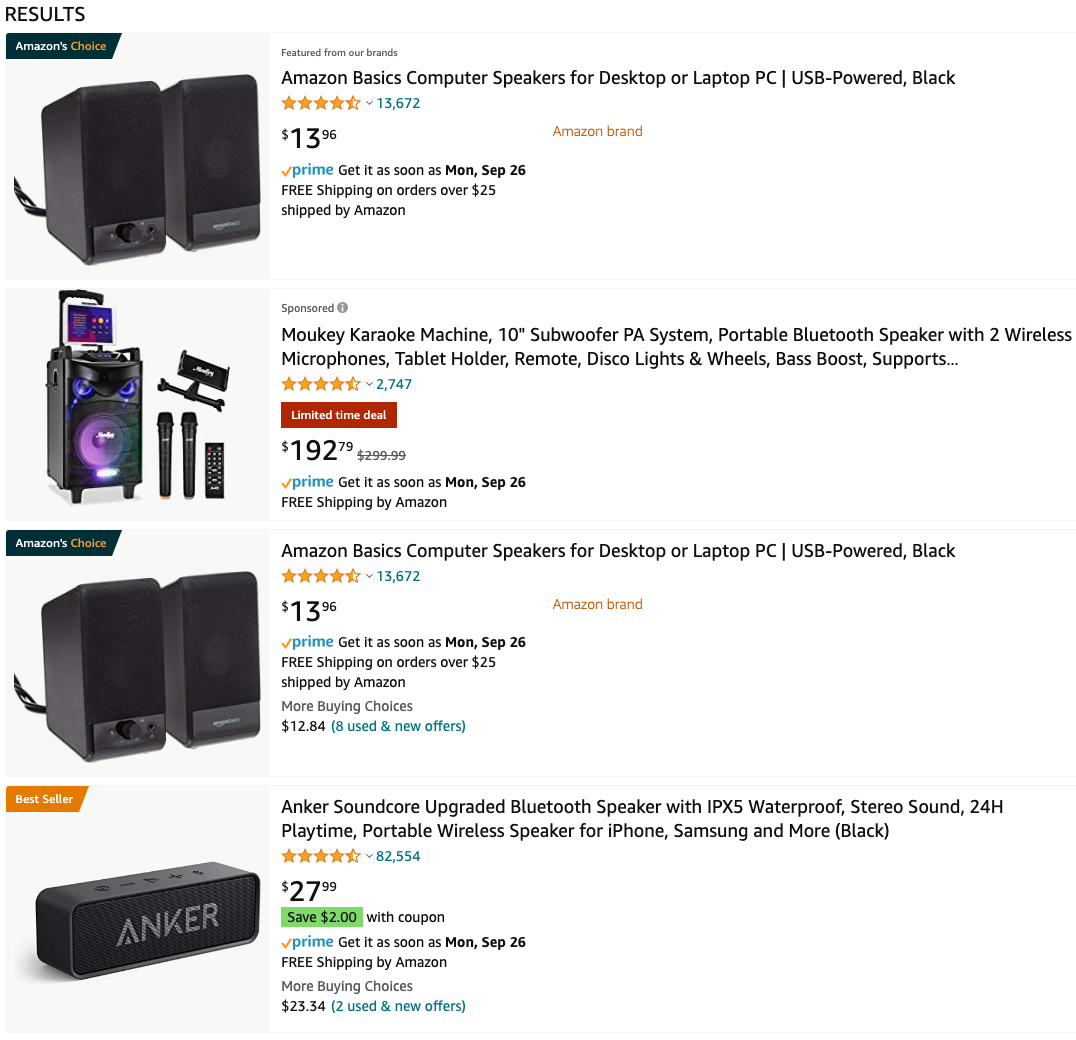 RESULTS
Amazon's Choice
Featured from our brands
Amazon Basics Computer Speakers for Desktop or Laptop PC | USB-Powered, Black
13,672
$13 96
Amazon brand
prime Get it as soon as Mon, Sep 26
FREE Shipping on orders over $25
shipped by Amazon
Sponsored
Moukey Karaoke Machine, 10" Subwoofer PA System, Portable Bluetooth Speaker with 2 Wireless
Microphones, Tablet Holder, Remote, Disco Lights & Wheels, Bass Boost, Supports...
2,747
Limited time deal
$192 79 $299.99
prime Get it as soon as Mon, Sep 26
FREE Shipping by Amazon
Amazon's Choice
Amazon Basics Computer Speakers for Desktop or Laptop PC | USB-Powered, Black
13,672
$13 96
Amazon brand
prime Get it as soon as Mon, Sep 26
FREE Shipping on orders over $25
shipped by Amazon
More Buying Choices
$12.84 (8 used & new offers)
Best Seller
ANKER
Anker Soundcore Upgraded Bluetooth Speaker with IPX5 Waterproof, Stereo Sound, 24H
Playtime, Portable Wireless Speaker for iPhone, Samsung and More (Black)
82,554
$27 99
Save $2.00 with coupon
prime Get it as soon as Mon, Sep 26
FREE Shipping by Amazon
More Buying Choices
$23.34 (2 used & new offers)